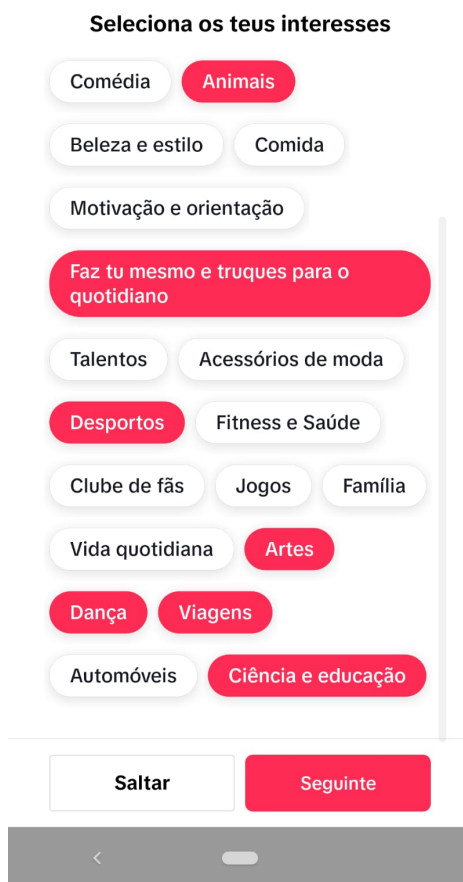 Seleciona os teus interesses
Comédia Animais
Beleza e estilo Comida
Motivação e orientação
Faz tu mesmo e truques para o
quotidiano
Talentos Acessórios de moda
Desportos Fitness e Saúde
Clube de fãs Jogos Família
Vida quotidiana Artes
Dança Viagens
Automóveis Ciência e educação
Saltar Seguinte